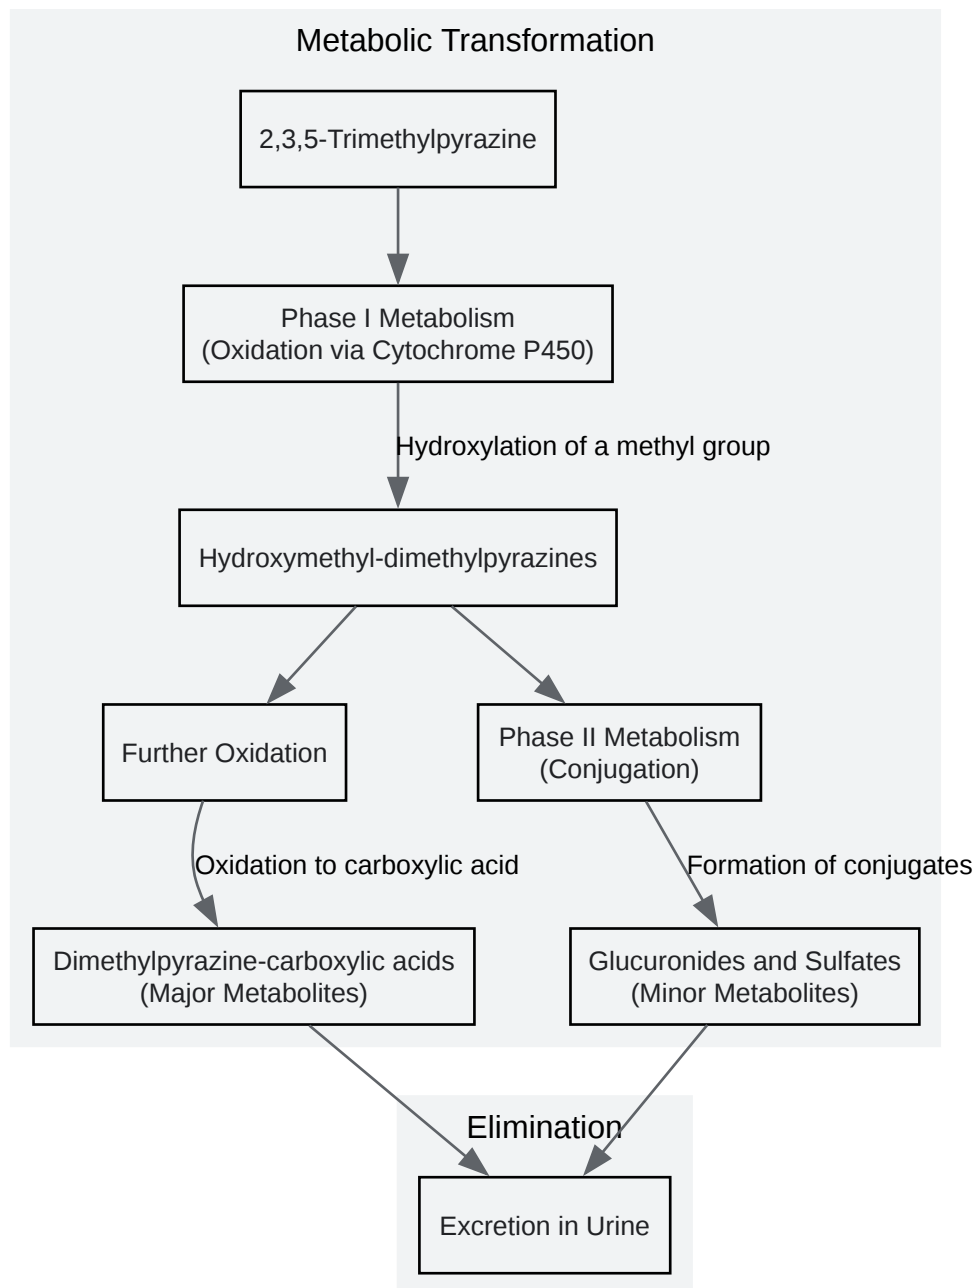 Metabolic Transformation
2,3,5-Trimethylpyrazine
Phase I Metabolism
(Oxidation via Cytochrome P450)
Hydroxylation of a methyl group
Hydroxymethyl-dimethylpyrazines
Further Oxidation
Phase II Metabolism
(Conjugation)
Oxidation to carboxylic acid
Formation of conjugates
Dimethylpyrazine-carboxylic acids
(Major Metabolites)
Glucuronides and Sulfates
(Minor Metabolites)
Elimination
Excretion in Urine